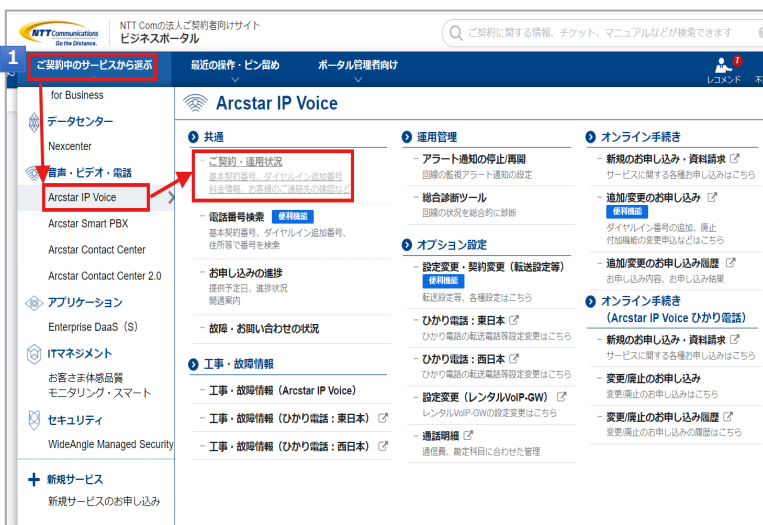 NTT Communications
Go the Distance.
NTT Comの法人ご契約者向けサイト
ビジネスポータル
ご契約に関する情報、チケット、マニュアルなどが検索できます
1
ご契約中のサービスから選ぶ
最近の操作・ピン留め
ポータル管理者向け
7
レコメンド
for Business
データセンター
Nexcenter
音声・ビデオ・電話
Arcstar IP Voice
Arcstar Smart PBX
Arcstar Contact Center
Arcstar Contact Center 2.0
アプリケーション
Enterprise DaaS（S）
ITマネジメント
お客さま体感品質
モニタリング・スマート
セキュリティ
WideAngle Managed Security
新規サービス
新規サービスのお申し込み
Arcstar IP Voice
共通
ご契約・運用状況
基本契約番号、ダイヤルイン追加番号
料金情報、お客様のご連絡先の確認など
電話番号検索 便利機能
基本契約番号、ダイヤルイン追加番号、
住所等で番号を検索
お申し込みの進捗
提供予定日、進捗状況
開通案内
故障・お問い合わせの状況
工事・故障情報
工事・故障情報（Arcstar IP Voice）
工事・故障情報（ひかり電話：東日本）
工事・故障情報（ひかり電話：西日本）
運用管理
アラート通知の停止/再開
回線の監視アラート通知の設定
総合診断ツール
回線の状況を総合的に診断
オプション設定
設定変更・契約変更（転送設定等）
便利機能
転送設定等、各種設定はこちら
ひかり電話：東日本
ひかり電話の転送電話等設定変更はこちら
ひかり電話：西日本
ひかり電話の転送電話等設定変更はこちら
設定変更（レンタルVoIP-GW）
レンタルVoIP-GWの設定変更はこちら
通話明細
通信費、勘定科目に合わせた管理
オンライン手続き
新規のお申し込み・資料請求
サービスに関する各種お申し込みはこちら
追加/変更のお申し込み
便利機能
ダイヤルイン番号の追加、廃止
付加機能の変更申込などはこちら
追加/変更のお申し込み履歴
お申し込み内容、お申し込み結果
オンライン手続き
（Arcstar IP Voice ひかり電話）
新規のお申し込み・資料請求
サービスに関する各種お申し込みはこちら
変更/廃止のお申し込み
変更/廃止のお申し込みはこちら
変更/廃止のお申し込み履歴
変更/廃止のお申し込みの履歴はこちら